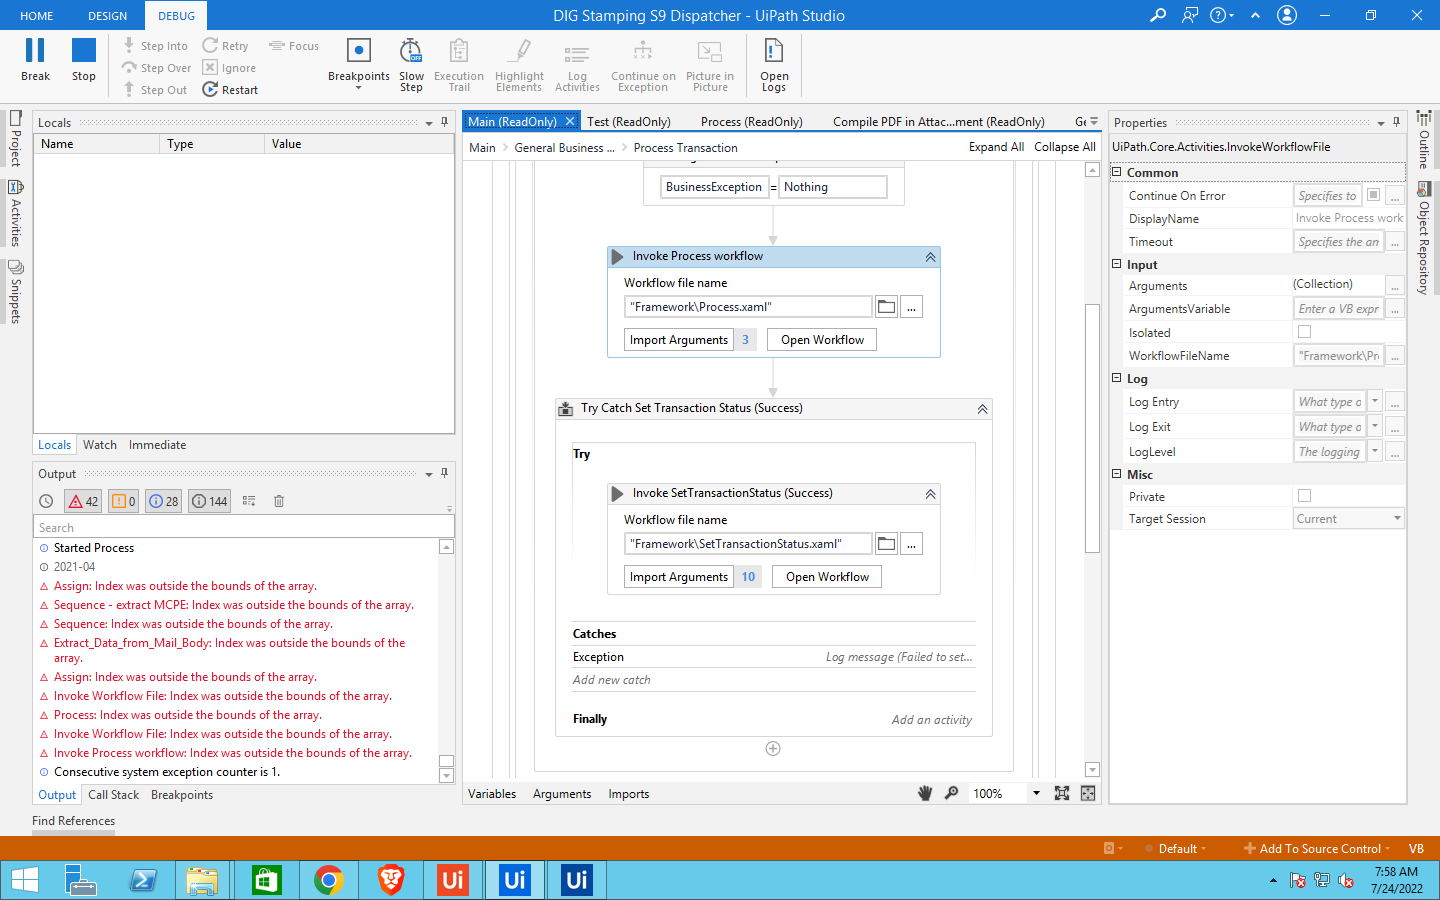 HOME DESIGN DEBUG
DIG Stamping S9 Dispatcher - UiPath Studio
Break
Stop
Step Into
Step Over
Step Out
Retry
Ignore
Restart
Focus
Breakpoints
Slow Step
Execution Trail
Highlight Elements
Log Activities
Continue on Exception
Picture in Picture
Open Logs
Project
Activities
Snippets
Locals
Name Type Value
Locals Watch Immediate
Output
42 0 28 144
Search
Started Process
2021-04
Assign: Index was outside the bounds of the array.
Sequence - extract MCPE: Index was outside the bounds of the array.
Sequence: Index was outside the bounds of the array.
Extract_Data_from_Mail_Body: Index was outside the bounds of the
array.
Assign: Index was outside the bounds of the array.
Invoke Workflow File: Index was outside the bounds of the array.
Process: Index was outside the bounds of the array.
Invoke Workflow File: Index was outside the bounds of the array.
Invoke Process workflow: Index was outside the bounds of the array.
Consecutive system exception counter is 1.
Output Call Stack Breakpoints
Find References
Main (ReadOnly) Test (ReadOnly) Process (ReadOnly) Compile PDF in Attac...ment (ReadOnly) Ge
Main General Business ... Process Transaction
Expand All Collapse All
BusinessException = Nothing
Invoke Process workflow
Workflow file name
"Framework\Process.xaml"
...
Import Arguments 3 Open Workflow
Try Catch Set Transaction Status (Success)
Try
Invoke SetTransactionStatus (Success)
Workflow file name
"Framework\SetTransactionStatus.xaml"
...
Import Arguments 10 Open Workflow
Catches
Exception Log message (Failed to set...
Add new catch
Finally Add an activity
Variables Arguments Imports
100%
Properties
UiPath.Core.Activities.InvokeWorkflowFile
Common
Continue On Error Specifies to ...
DisplayName Invoke Process work
Timeout Specifies the an ...
Input
Arguments (Collection) ...
ArgumentsVariable Enter a VB expr ...
Isolated
WorkflowFileName "Framework\Pr ...
Log
Log Entry What type o ...
Log Exit What type o ...
LogLevel The logging ...
Misc
Private
Target Session Current
Outline
Object Repository
Default Add To Source Control VB
Ui Ui Ui
7:58 AM
7/24/2022